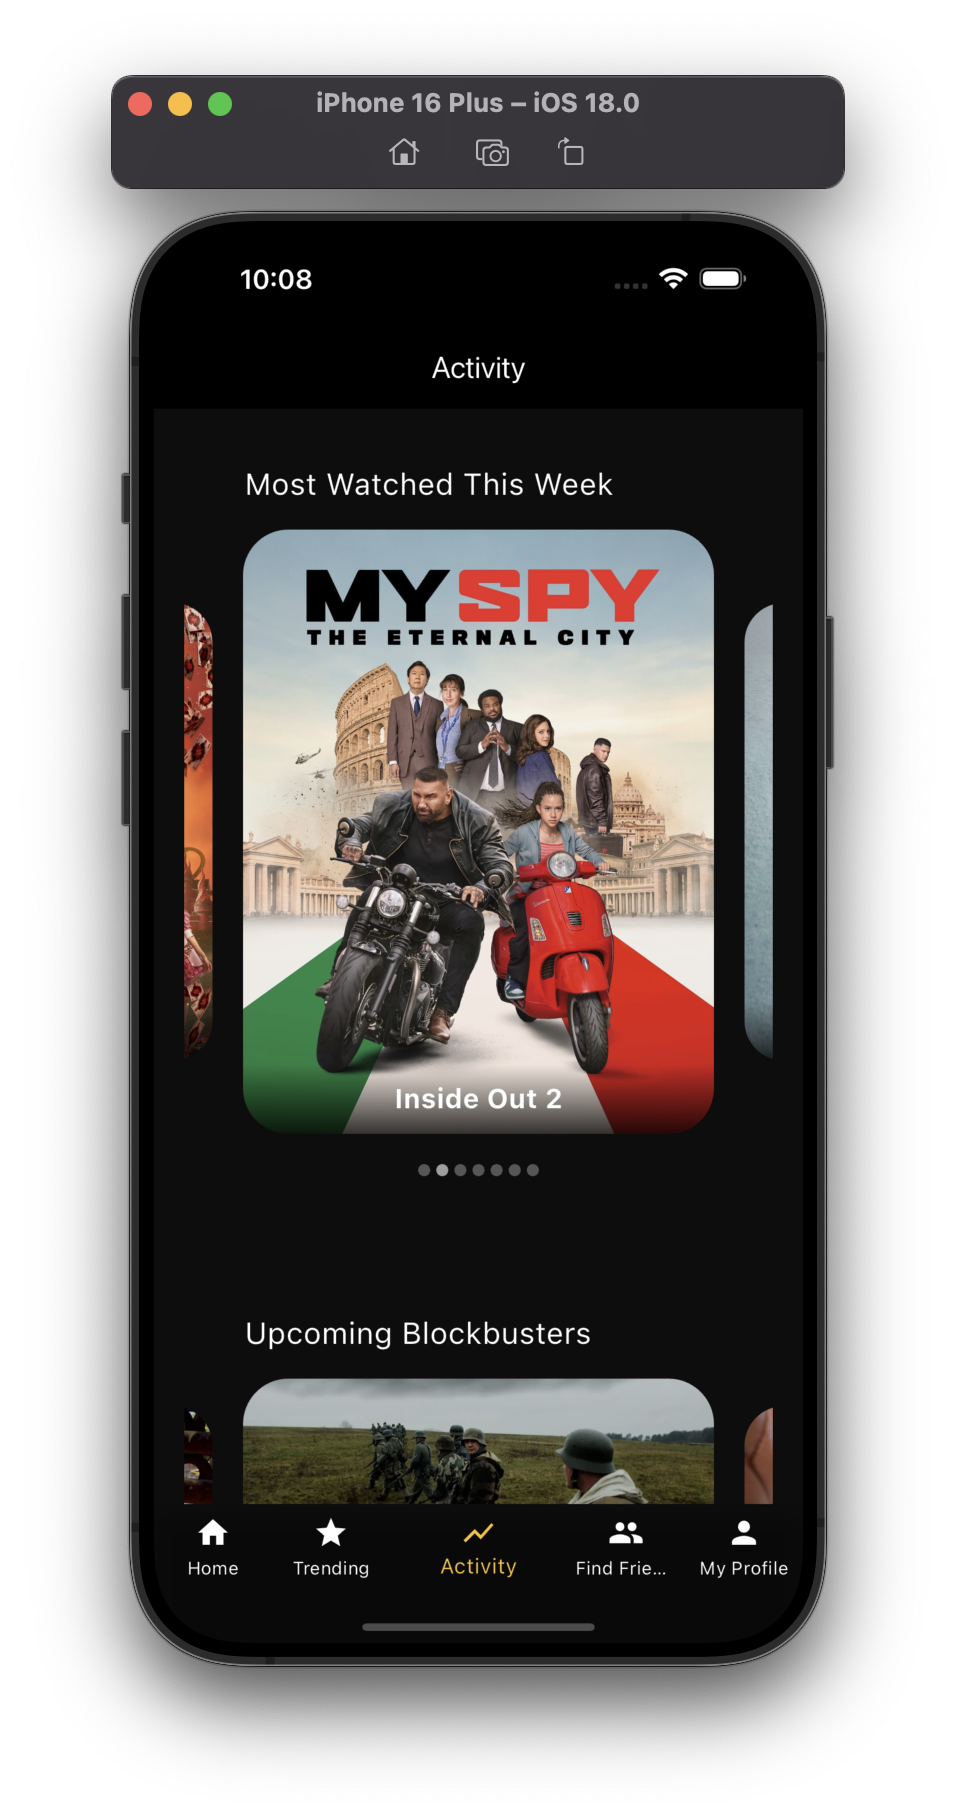 iPhone 16 Plus – iOS 18.0
10:08
Activity
Most Watched This Week
MY SPY
THE ETERNAL CITY
Inside Out 2
Upcoming Blockbusters
Home
Trending
Activity
Find Frie...
My Profile